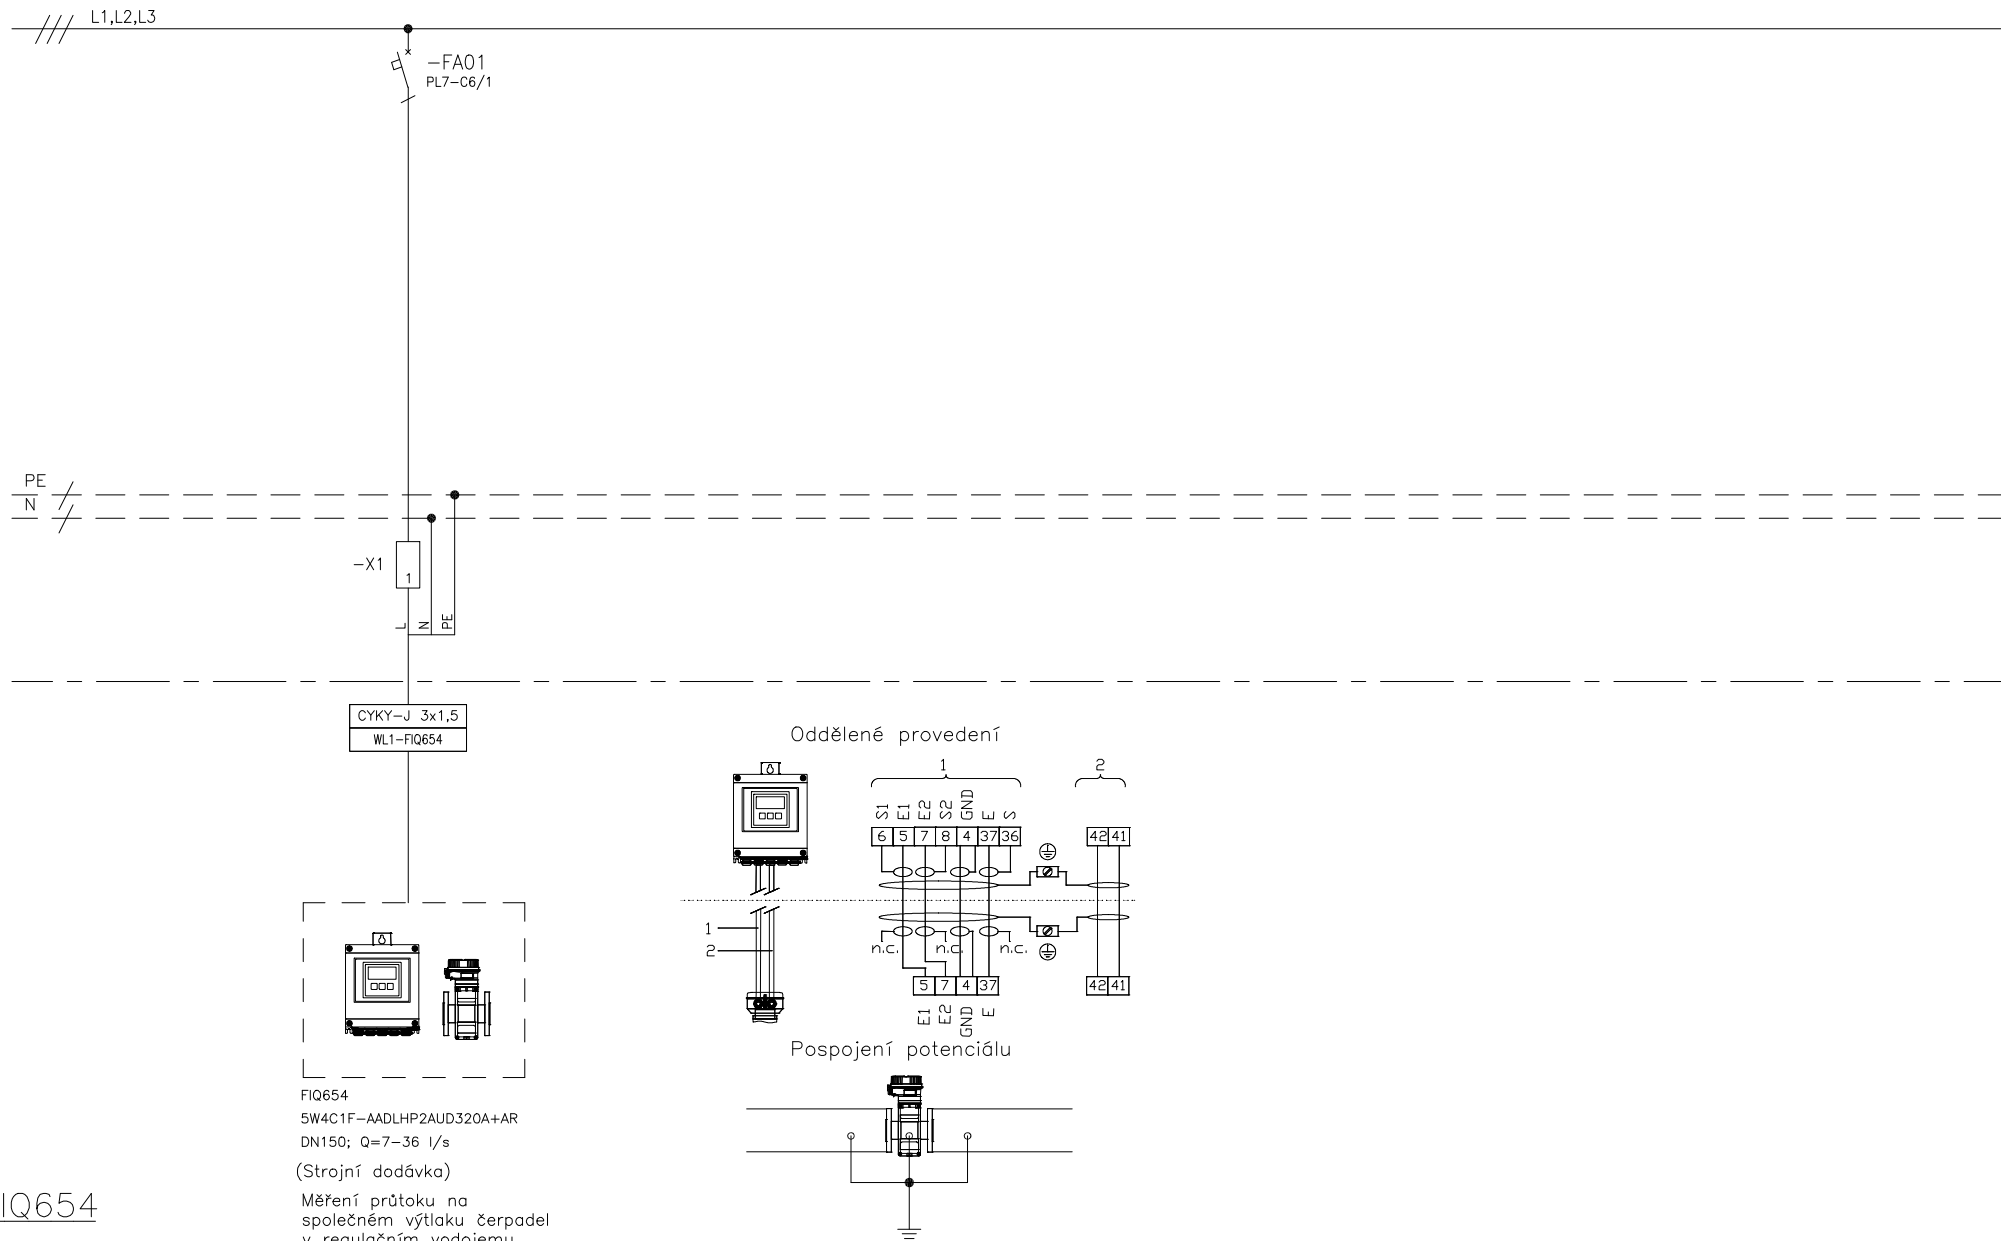 L1,L2,L3
-FA01
PL7-C6/1
PE
N
-X1
1
L N PE
CYKY-J 3x1,5
WL1-FIQ654
Oddělené provedení
1 2
S1 E1 E2 S2 GND E S
6 5 7 8 4 37 36 42 41
1
2
n.c. n.c. n.c.
5 7 4 37 42 41
E1 E2 GND E
Pospojení potenciálu
FIQ654
5W4C1F-AADLHP2AUD320A+AR
DN150; Q=7-36 l/s
(Strojní dodávka)
Měření průtoku na
společném výtlaku čerpadel
v regulačním vodojemu
IQ654